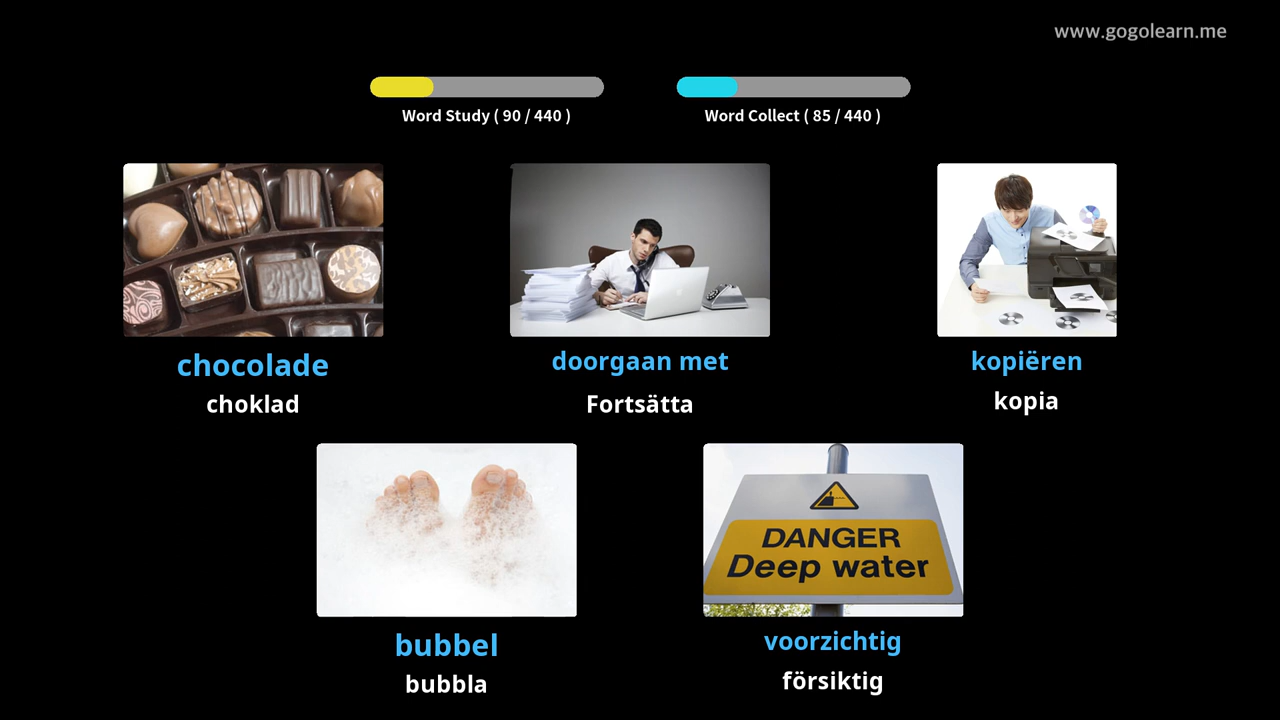 www.gogolearn.me
Word Study ( 90 / 440 )
Word Collect ( 85 / 440 )
chocolade
choklad
doorgaan met
Fortsätta
kopiëren
kopia
DANGER
Deep water
bubbel
bubbla
voorzichtig
försiktig